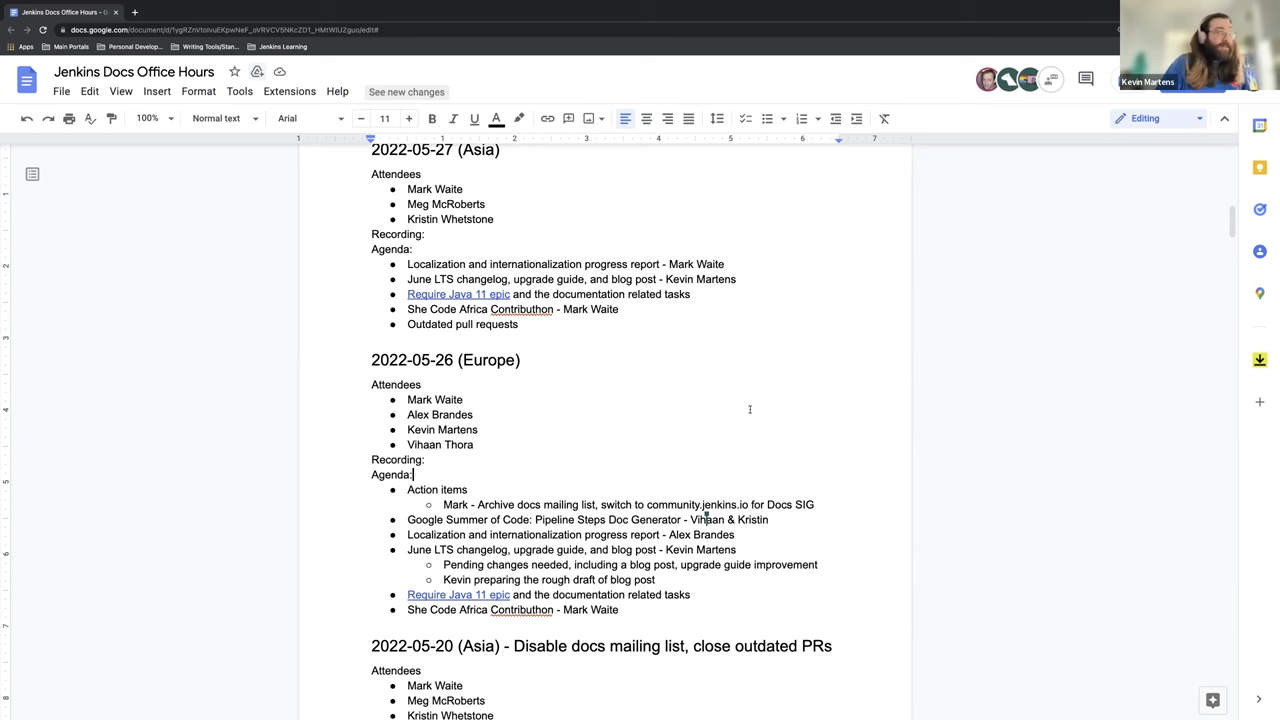 Jenkins Docs Office Hours - G
docs.google.com/document/d/1ygRZnVtoIvuEKpwNeF_oVRVCV5NKcZD1_HMtWIUZguo/edit#
Apps Main Portals Personal Develop... Writing Tools/Stan... Jenkins Learning
Kevin Martens
Jenkins Docs Office Hours
File Edit View Insert Format Tools Extensions Help See new changes
100% Normal text Arial 11 B I U A Editing
1 1 2 3 4 5 6 7
2022-05-27 (Asia)
Attendees
● Mark Waite
● Meg McRoberts
● Kristin Whetstone
Recording:
Agenda:
● Localization and internationalization progress report - Mark Waite
● June LTS changelog, upgrade guide, and blog post - Kevin Martens
● Require Java 11 epic and the documentation related tasks
● She Code Africa Contributhon - Mark Waite
● Outdated pull requests
2022-05-26 (Europe)
Attendees
● Mark Waite
● Alex Brandes
● Kevin Martens
● Vihaan Thora
Recording:
Agenda:
● Action items
○ Mark - Archive docs mailing list, switch to community.jenkins.io for Docs SIG
● Google Summer of Code: Pipeline Steps Doc Generator - Vihaan & Kristin
● Localization and internationalization progress report - Alex Brandes
● June LTS changelog, upgrade guide, and blog post - Kevin Martens
○ Pending changes needed, including a blog post, upgrade guide improvement
○ Kevin preparing the rough draft of blog post
● Require Java 11 epic and the documentation related tasks
● She Code Africa Contributhon - Mark Waite
2022-05-20 (Asia) - Disable docs mailing list, close outdated PRs
Attendees
● Mark Waite
● Meg McRoberts
● Kristin Whetstone